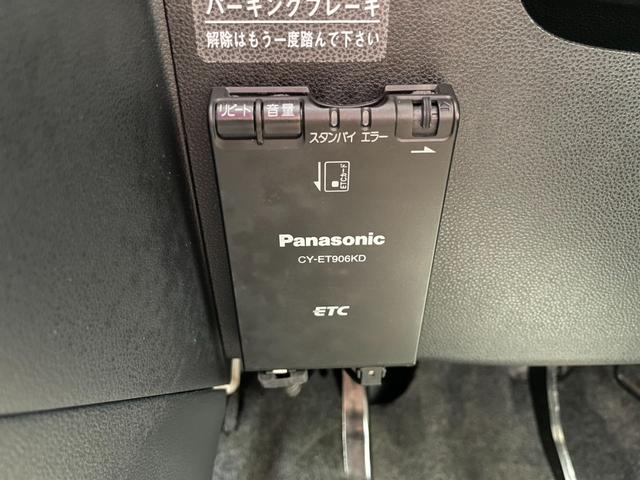 パーキングブレーキ
解除はもう一度踏んで下さい
リピート 音量
スタンバイ エラー
ETCカード
Panasonic
CY-ET906KD
ETC